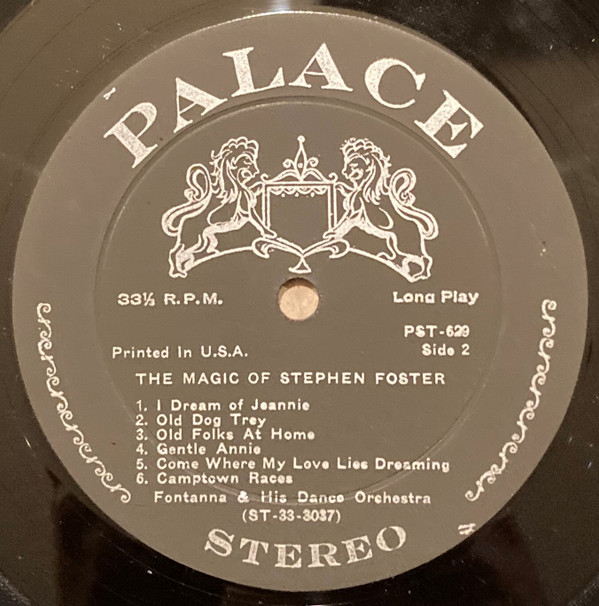 PALACE
33⅓ R.P.M.
Long Play
PST-629
Printed In U.S.A.
Side 2
THE MAGIC OF STEPHEN FOSTER
1. I Dream of Jeannie
2. Old Dog Trey
3. Old Folks At Home
4. Gentle Annie
5. Come Where My Love Lies Dreaming
6. Camptown Races
Fontanna & His Dance Orchestra
(ST-33-3037)
STEREO